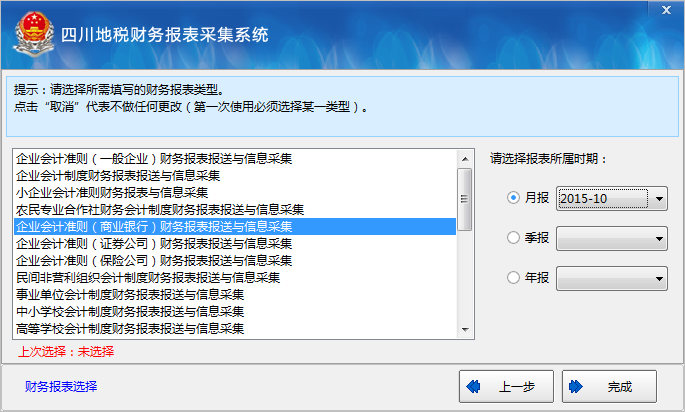 四川地税财务报表采集系统
提示：请选择所需填写的财务报表类型。
点击“取消”代表不做任何更改（第一次使用必须选择某一类型）。
企业会计准则（一般企业）财务报表报送与信息采集
企业会计制度财务报表报送与信息采集
小企业会计准则财务报表与信息采集
农民专业合作社财务会计制度财务报表报送与信息采集
企业会计准则（商业银行）财务报表报送与信息采集
企业会计准则（证券公司）财务报表报送与信息采集
企业会计准则（保险公司）财务报表报送与信息采集
民间非营利组织会计制度财务报表报送与信息采集
事业单位会计制度财务报表报送与信息采集
中小学校会计制度财务报表报送与信息采集
高等学校会计制度财务报表报送与信息采集
上次选择：未选择
请选择报表所属时期：
月报 2015-10
季报
年报
财务报表选择
上一步
完成